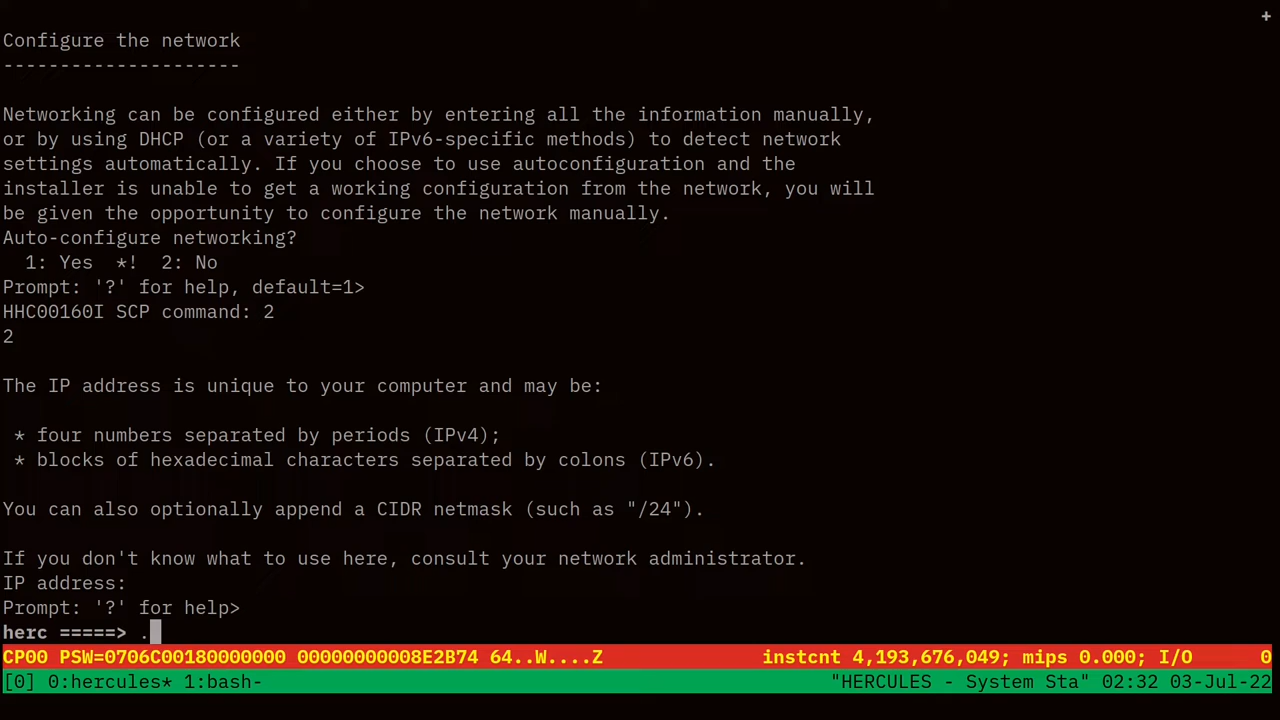 +
Configure the network
---------------------
Networking can be configured either by entering all the information manually,
or by using DHCP (or a variety of IPv6-specific methods) to detect network
settings automatically. If you choose to use autoconfiguration and the
installer is unable to get a working configuration from the network, you will
be given the opportunity to configure the network manually.
Auto-configure networking?
  1: Yes  *!  2: No
Prompt: '?' for help, default=1>
HHC00160I SCP command: 2
2
The IP address is unique to your computer and may be:
 * four numbers separated by periods (IPv4);
 * blocks of hexadecimal characters separated by colons (IPv6).
You can also optionally append a CIDR netmask (such as "/24").
If you don't know what to use here, consult your network administrator.
IP address:
Prompt: '?' for help>
herc =====> .
CP00 PSW=0706C00180000000 00000000008E2B74 64..W....Z instcnt 4,193,676,049; mips 0.000; I/O 0
[0] 0:hercules* 1:bash- "HERCULES - System Sta" 02:32 03-Jul-22